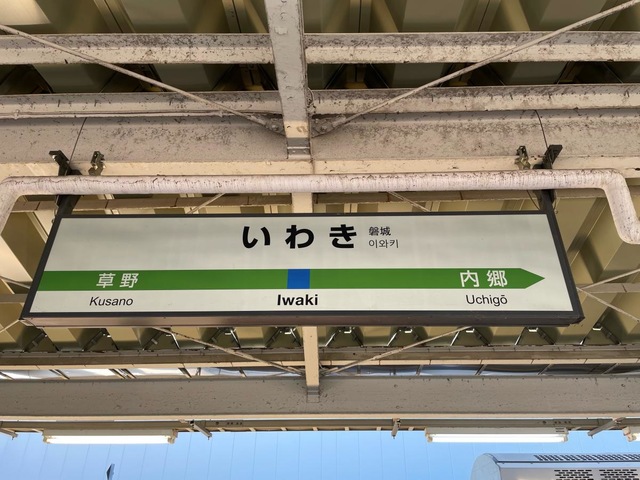 いわき 磐城
이와키
草野 内郷
Kusano Iwaki Uchigō